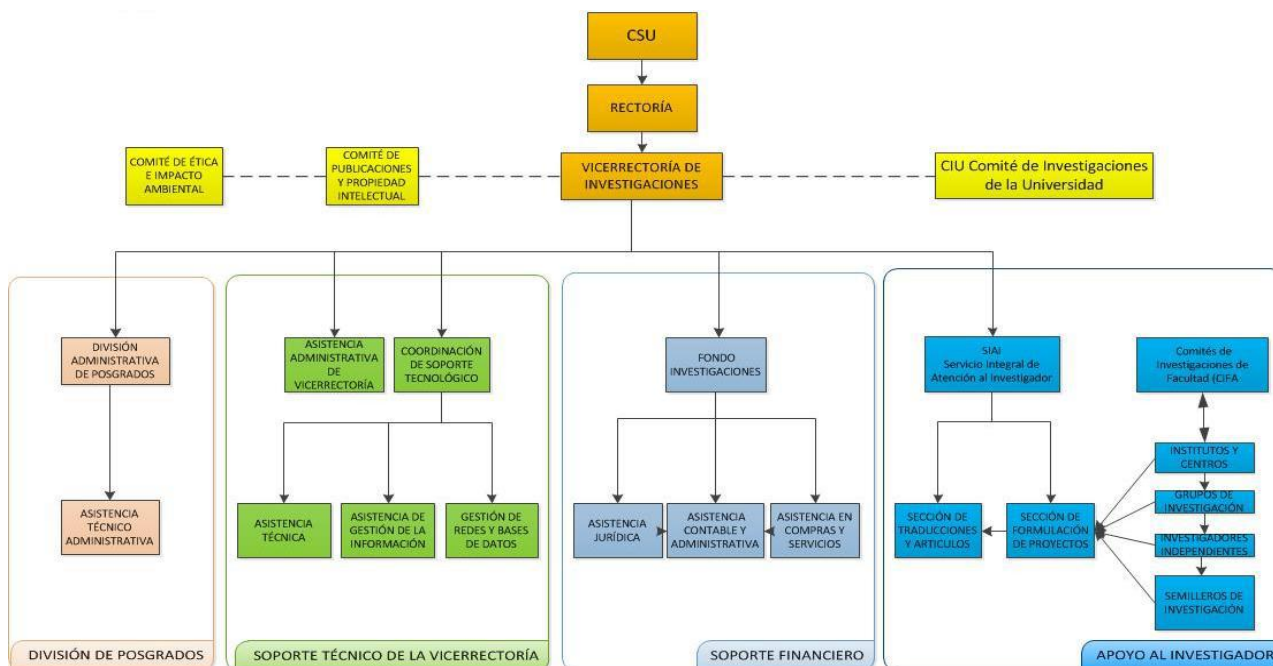 CSU
RECTORÍA
COMITÉ DE ÉTICA
E IMPACTO
AMBIENTAL
COMITÉ DE
PUBLICACIONES
Y PROPIEDAD
INTELECTUAL
VICERRECTORÍA DE
INVESTIGACIONES
CIU Comité de Investigaciones
de la Universidad
DIVISIÓN
ADMINISTRATIVA
DE POSGRADOS
ASISTENCIA
ADMINISTRATIVA
DE
VICERRECTORÍA
COORDINACIÓN
DE SOPORTE
TECNOLÓGICO
FONDO
INVESTIGACIONES
SIAI
Servicio Integral de
Atención al Investigador
Comités de
Investigaciones de
Facultad (CIFA
INSTITUTOS Y
CENTROS
GRUPOS DE
INVESTIGACIÓN
INVESTIGADORES
INDEPENDIENTES
SEMILLEROS DE
INVESTIGACIÓN
ASISTENCIA
TÉCNICO
ADMINISTRATIVA
ASISTENCIA
TÉCNICA
ASISTENCIA DE
GESTIÓN DE LA
INFORMACIÓN
GESTIÓN DE
REDES Y BASES
DE DATOS
ASISTENCIA
JURÍDICA
ASISTENCIA
CONTABLE Y
ADMINISTRATIVA
ASISTENCIA EN
COMPRAS Y
SERVICIOS
SECCIÓN DE
TRADUCCIONES
Y ARTICULOS
SECCIÓN DE
FORMULACIÓN
DE PROYECTOS
DIVISIÓN DE POSGRADOS
SOPORTE TÉCNICO DE LA VICERRECTORÍA
SOPORTE FINANCIERO
APOYO AL INVESTIGADOR